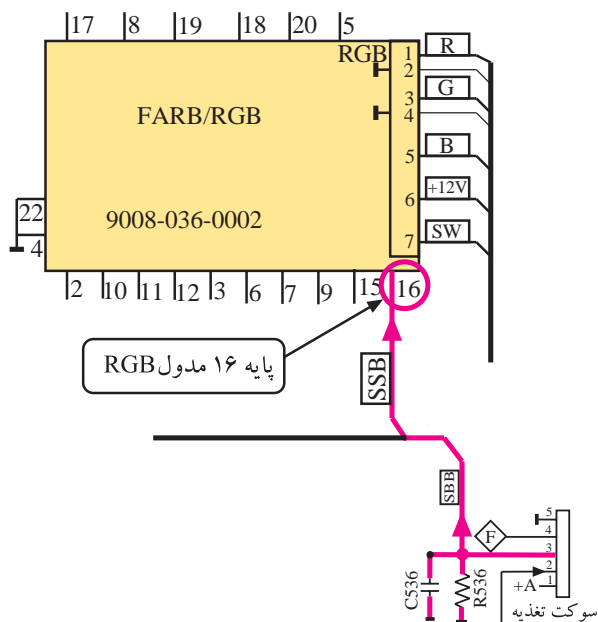 17 8 19 18 20 5
RGB 1 R
2
FARB/RGB 3 G
4
5 B
22 6 +12V
4 9008-036-0002 7 SW
2 10 11 12 3 6 7 9 15 16
پایه ۱۶ مدول RGB
SSB
SBB
5
F 4
3
2
+A 1
C536 R536
سوکت تغذیه